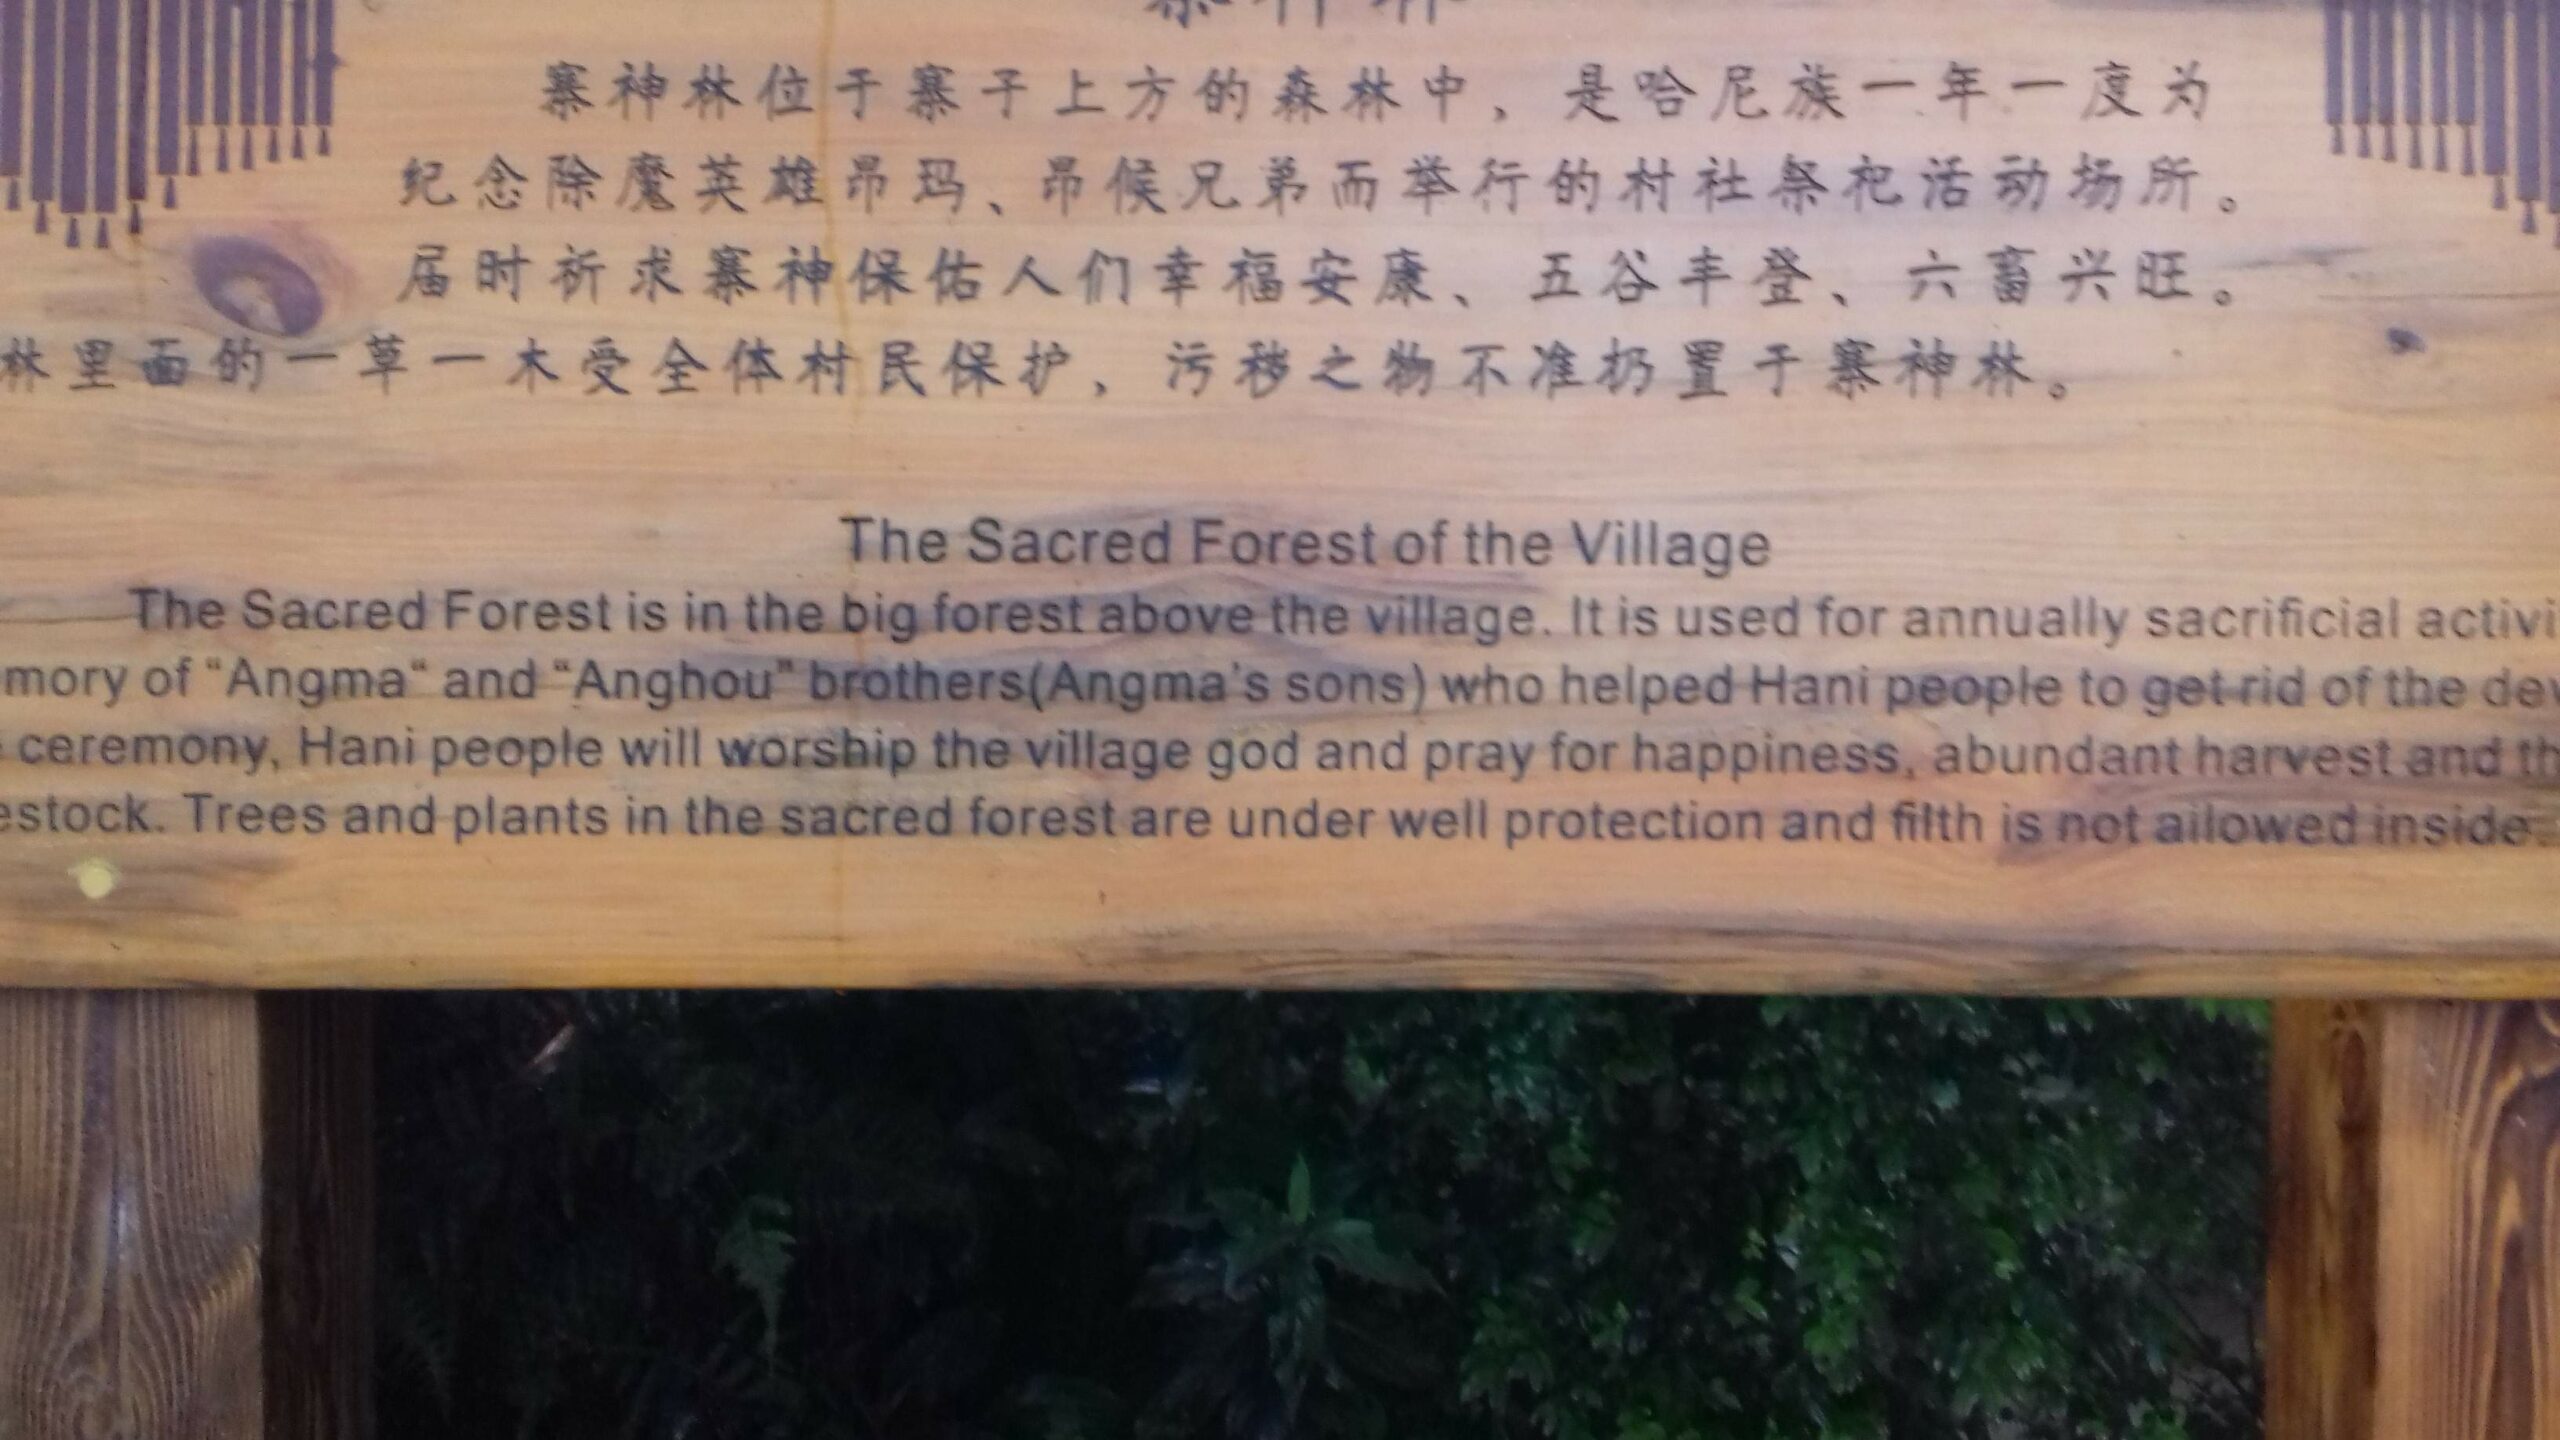 寨神林
寨神林位于寨子上方的森林中，是哈尼族一年一度为
纪念除魔英雄昂玛、昂候兄弟而举行的村社祭祀活动场所。
届时祈求寨神保佑人们幸福安康、五谷丰登、六畜兴旺。
林里面的一草一木受全体村民保护，污秽之物不准扔置于寨神林。
The Sacred Forest of the Village
The Sacred Forest is in the big forest above the village. It is used for annually sacrificial activi
mory of “Angma“ and “Anghou” brothers(Angma's sons) who helped Hani people to get rid of the dev
ceremony, Hani people will worship the village god and pray for happiness, abundant harvest and th
estock. Trees and plants in the sacred forest are under well protection and filth is not ailowed inside.